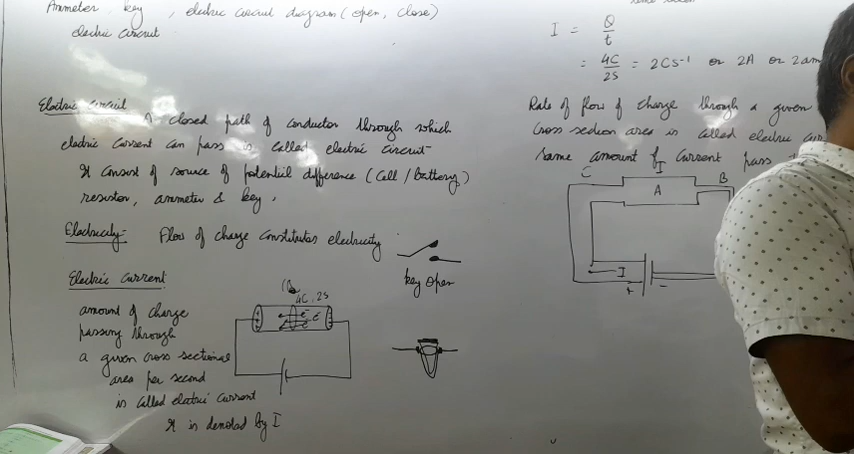 Ammeter, key, electric circuit diagram (open, close)
electric circuit
Electric circuit
A closed path of conductor through which
electric current can pass is called electric circuit
It consist of source of potential difference (Cell / battery)
resistor, ammeter & key.
Electricity - Flow of charge constitutes electricity
key open
Electric current
amount of charge
passing through
a given cross sectional
area per second
is called electric current
It is denoted by I
4C, 2S
e e
I = Q/t
= 4C/2S = 2CS⁻¹ or 2A or 2am
Rate of flow of charge through a given
cross section area is called electric
same amount of current pass
C I B
A
I
+ -